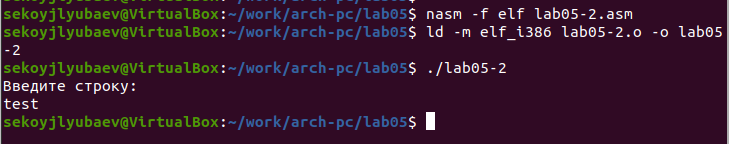 sekoyjlyubaev@VirtualBox:~/work/arch-pc/lab05$ nasm -f elf lab05-2.asm
sekoyjlyubaev@VirtualBox:~/work/arch-pc/lab05$ ld -m elf_i386 lab05-2.o -o lab05
-2
sekoyjlyubaev@VirtualBox:~/work/arch-pc/lab05$ ./lab05-2
Введите строку:
test
sekoyjlyubaev@VirtualBox:~/work/arch-pc/lab05$